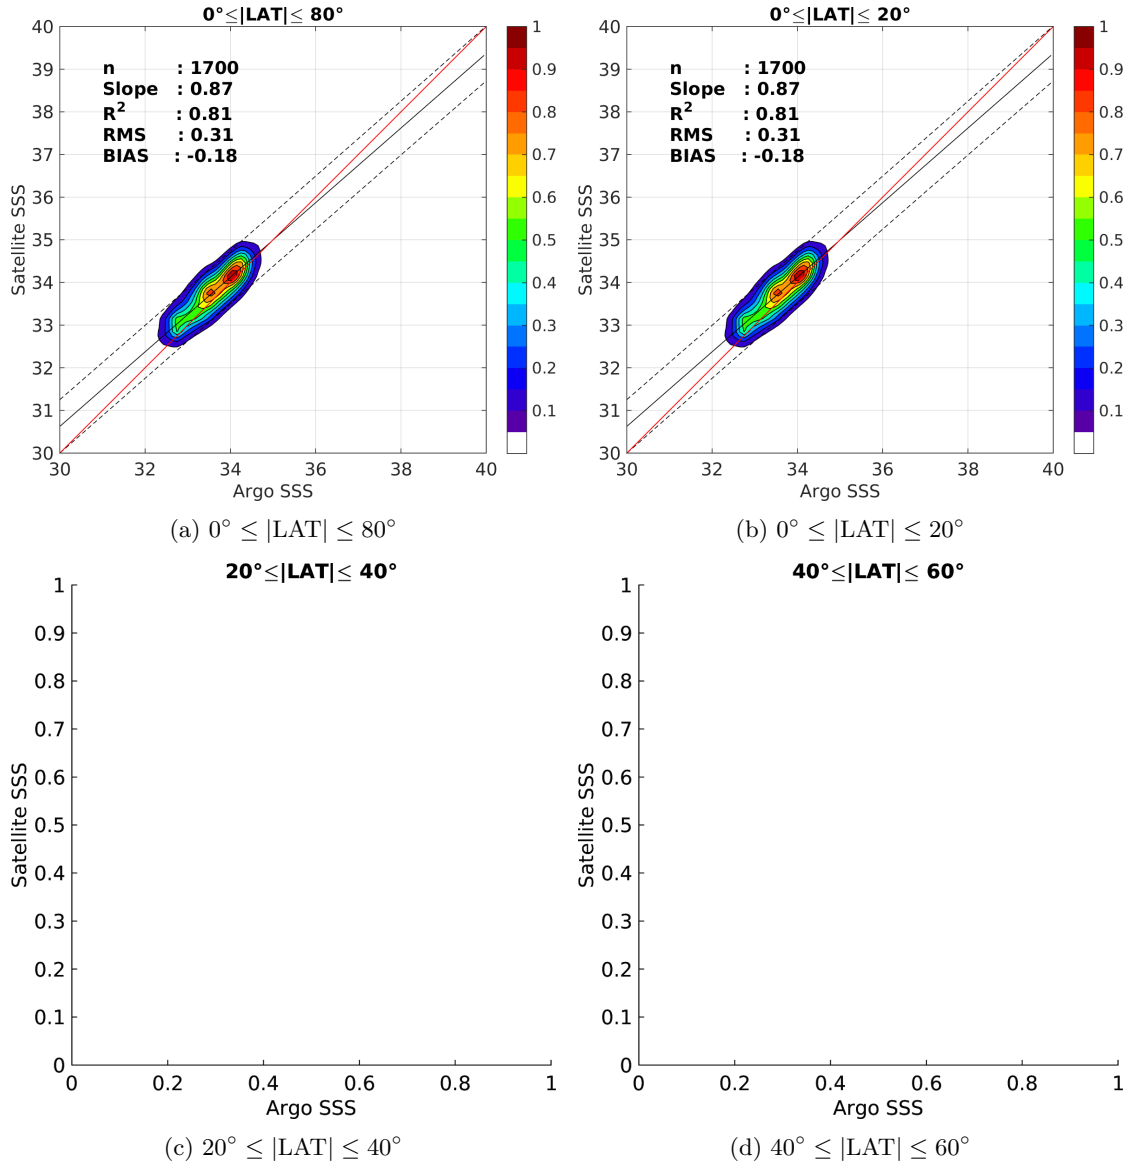 0°≤|LAT|≤ 80°
40
39
38
37
36
35
34
33
32
31
30
n : 1700
Slope : 0.87
R2 : 0.81
RMS : 0.31
BIAS : -0.18
Satellite SSS
30 32 34 36 38 40
Argo SSS
1
0.9
0.8
0.7
0.6
0.5
0.4
0.3
0.2
0.1
(a) 0° ≤ |LAT| ≤ 80°
0°≤|LAT|≤ 20°
40
39
38
37
36
35
34
33
32
31
30
n : 1700
Slope : 0.87
R2 : 0.81
RMS : 0.31
BIAS : -0.18
Satellite SSS
30 32 34 36 38 40
Argo SSS
1
0.9
0.8
0.7
0.6
0.5
0.4
0.3
0.2
0.1
(b) 0° ≤ |LAT| ≤ 20°
20°≤|LAT|≤ 40°
1
0.9
0.8
0.7
0.6
0.5
0.4
0.3
0.2
0.1
0
Satellite SSS
0 0.2 0.4 0.6 0.8 1
Argo SSS
(c) 20° ≤ |LAT| ≤ 40°
40°≤|LAT|≤ 60°
1
0.9
0.8
0.7
0.6
0.5
0.4
0.3
0.2
0.1
0
Satellite SSS
0 0.2 0.4 0.6 0.8 1
Argo SSS
(d) 40° ≤ |LAT| ≤ 60°